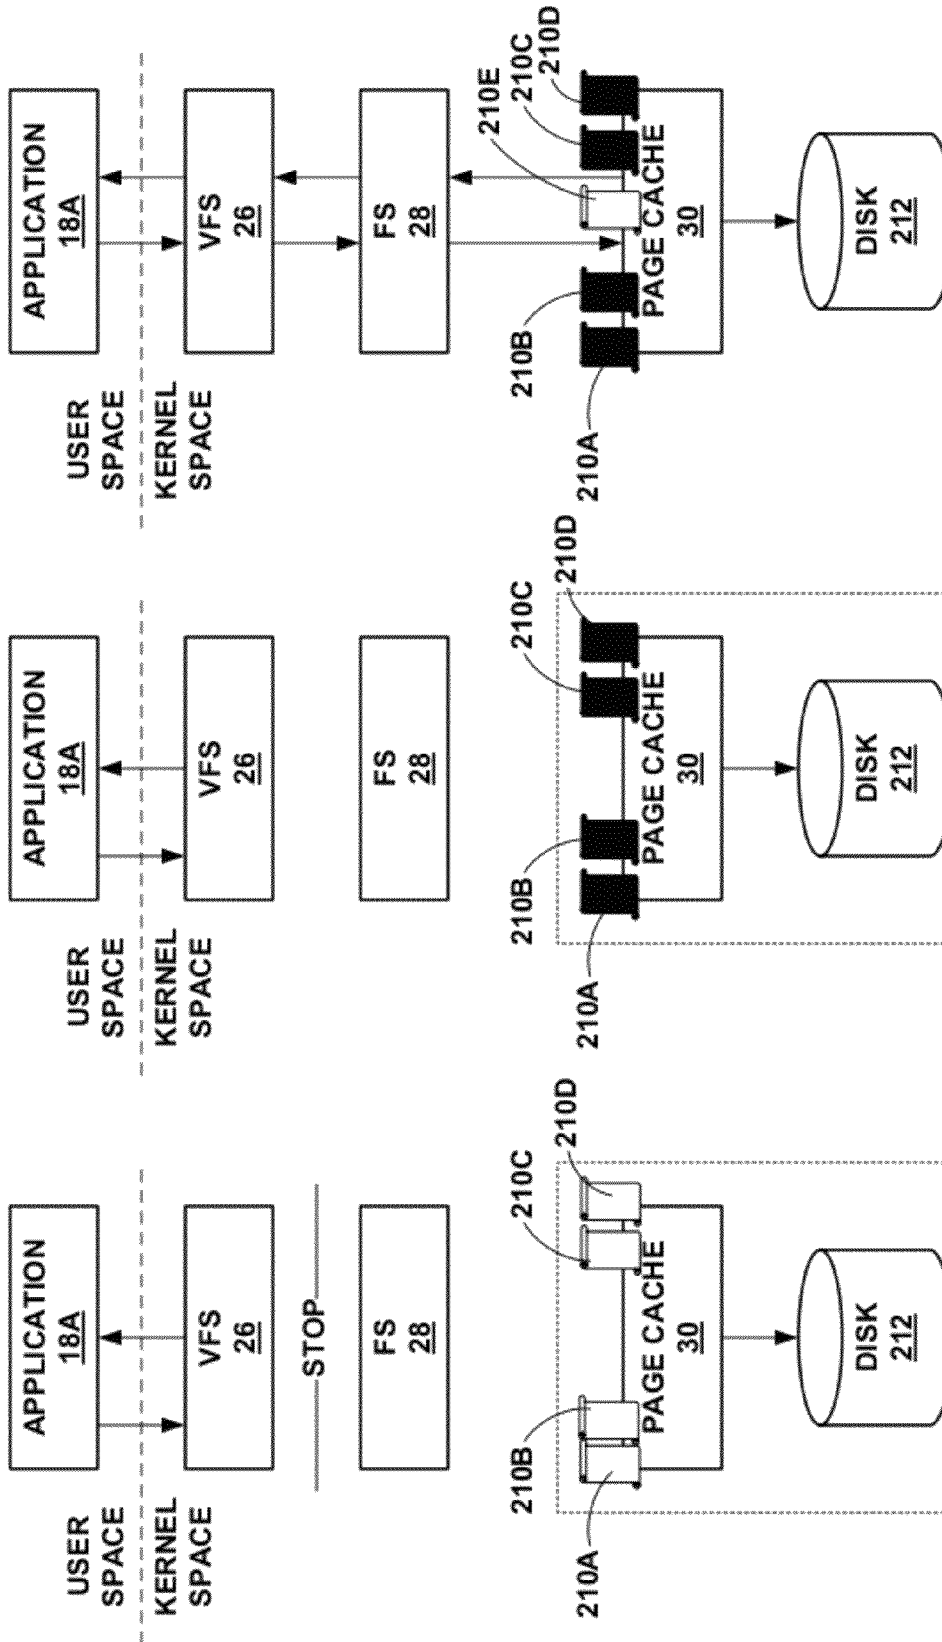 USER
SPACE
KERNEL
SPACE
APPLICATION
18A
VFS
26
STOP
FS
28
210A
210B
210C
210D
PAGE CACHE
30
DISK
212
USER
SPACE
KERNEL
SPACE
APPLICATION
18A
VFS
26
FS
28
210A
210B
210C
210D
PAGE CACHE
30
DISK
212
USER
SPACE
KERNEL
SPACE
APPLICATION
18A
VFS
26
FS
28
210A
210B
210E
210C
210D
PAGE CACHE
30
DISK
212